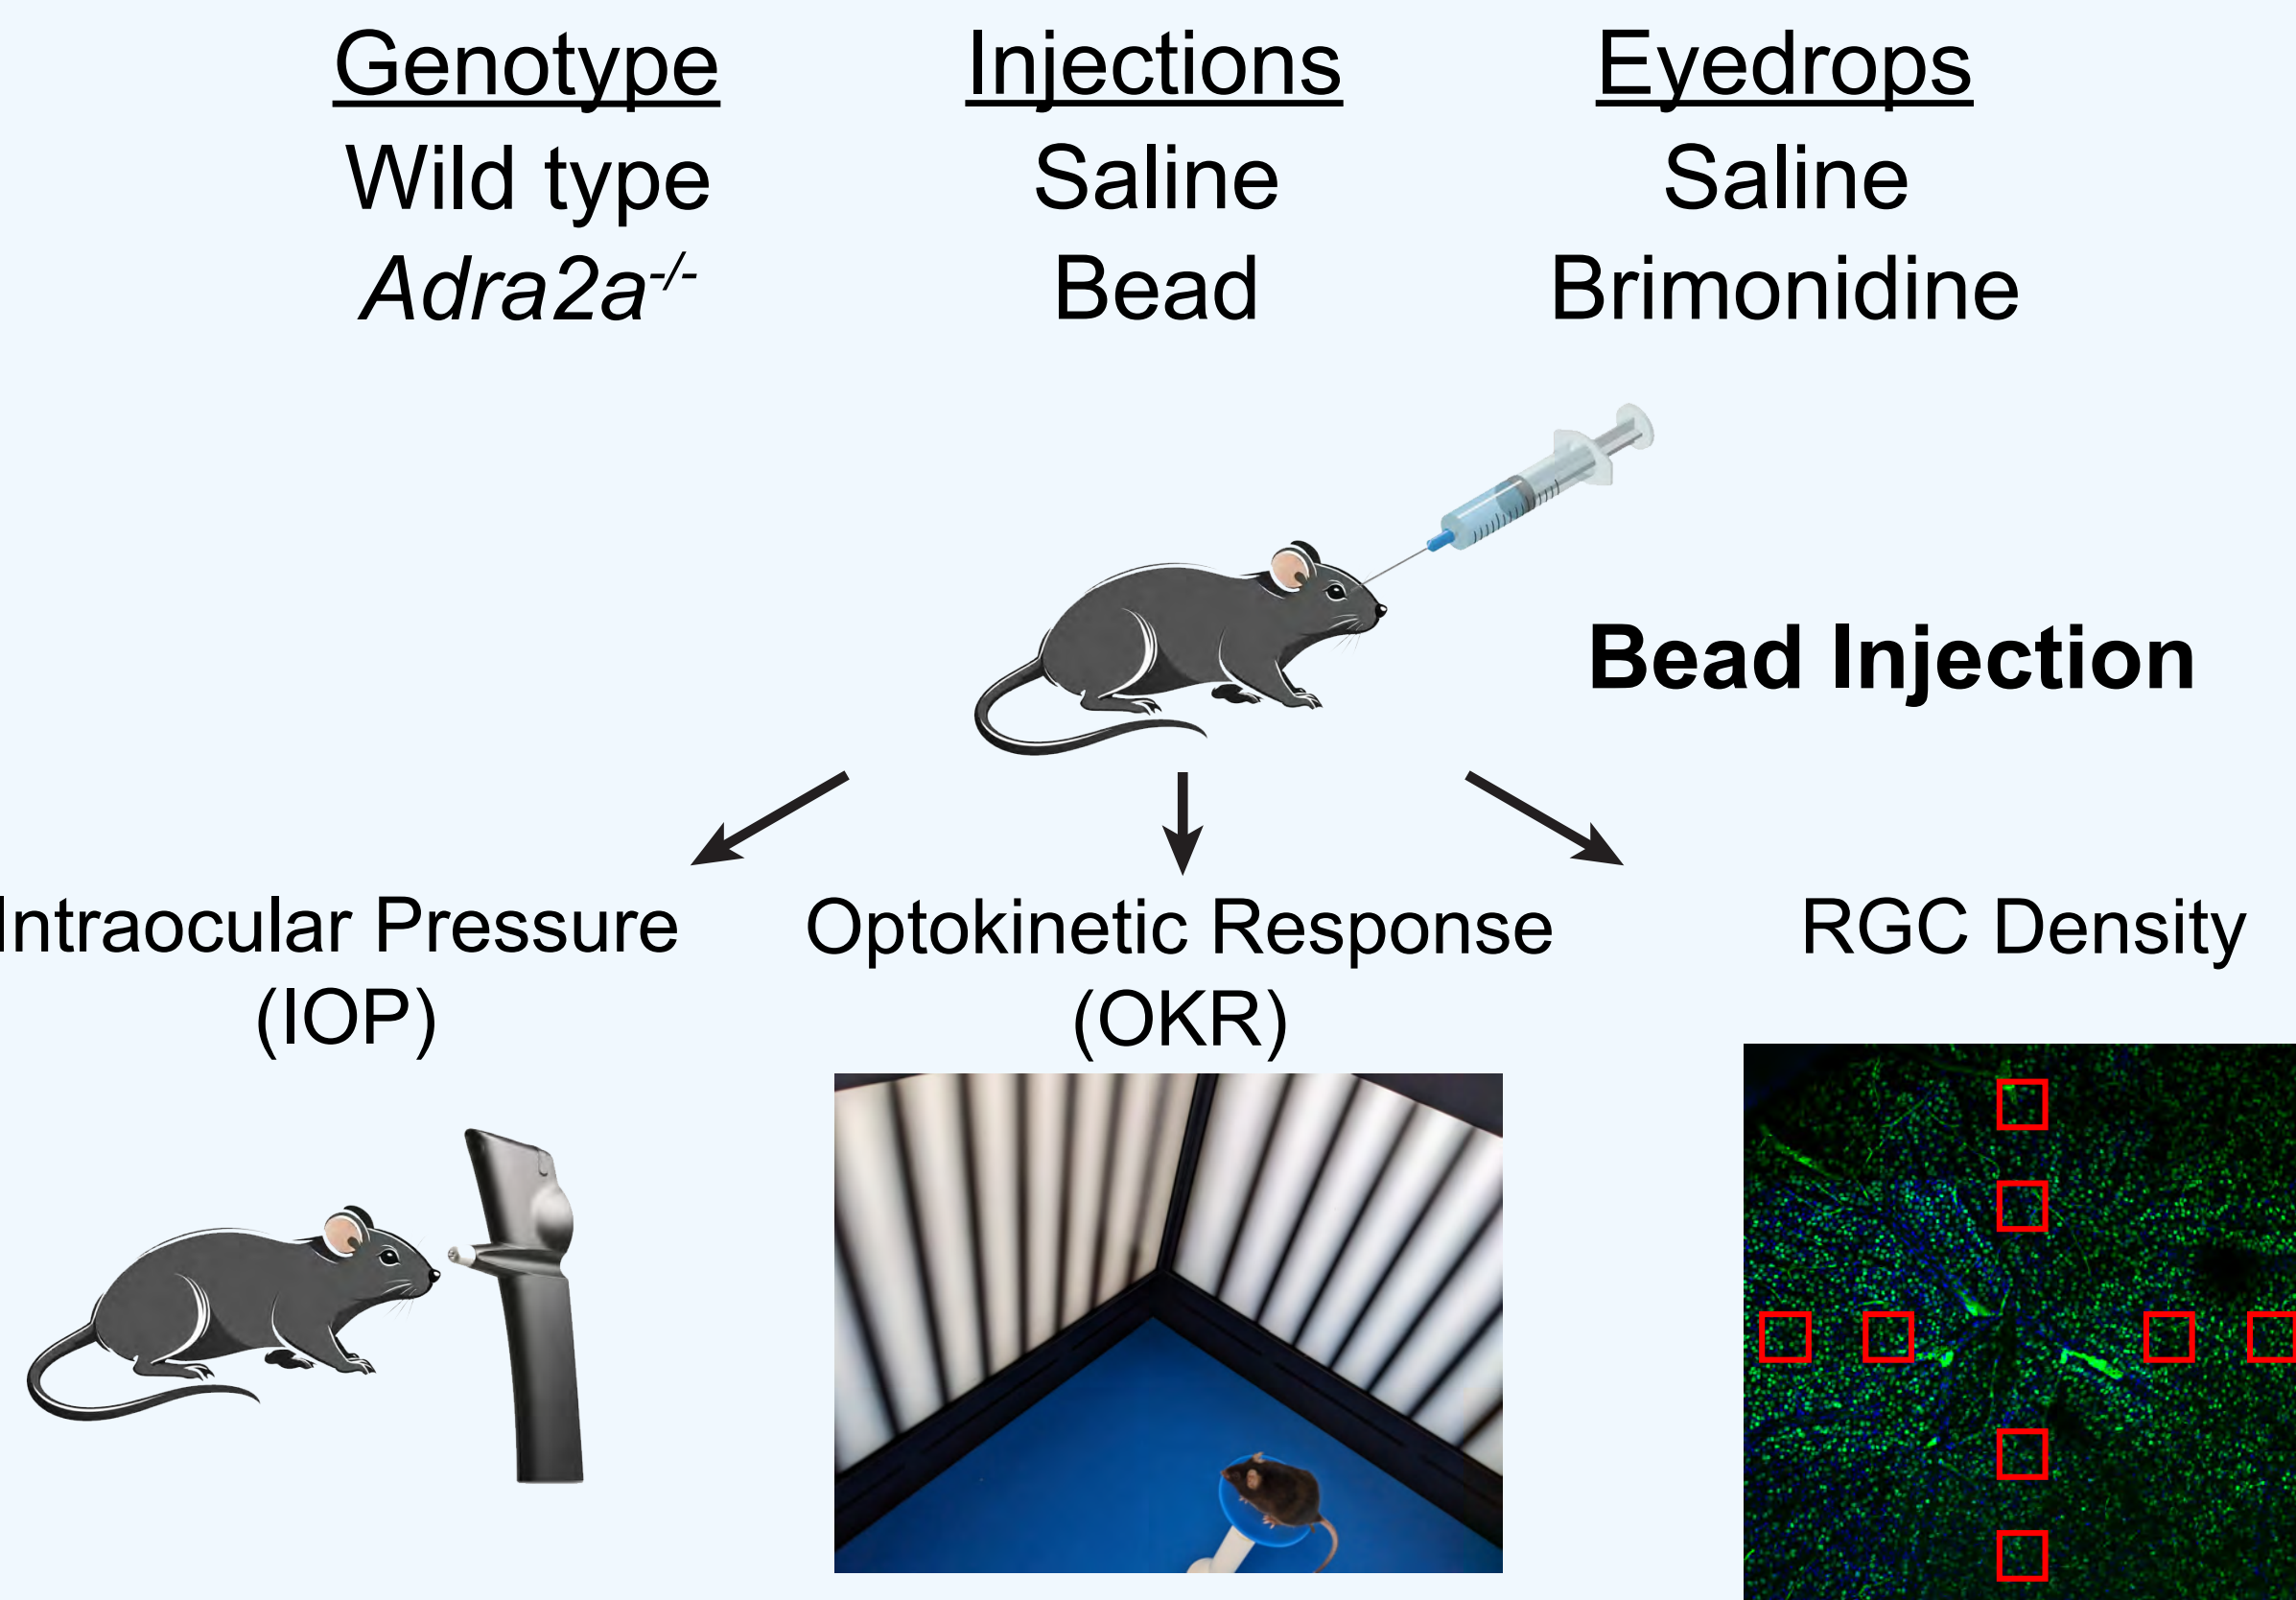 Genotype Injections Eyedrops
Wild type Saline Saline
Adra2a-/- Bead Brimonidine
Bead Injection
Intraocular Pressure Optokinetic Response RGC Density
(IOP) (OKR)